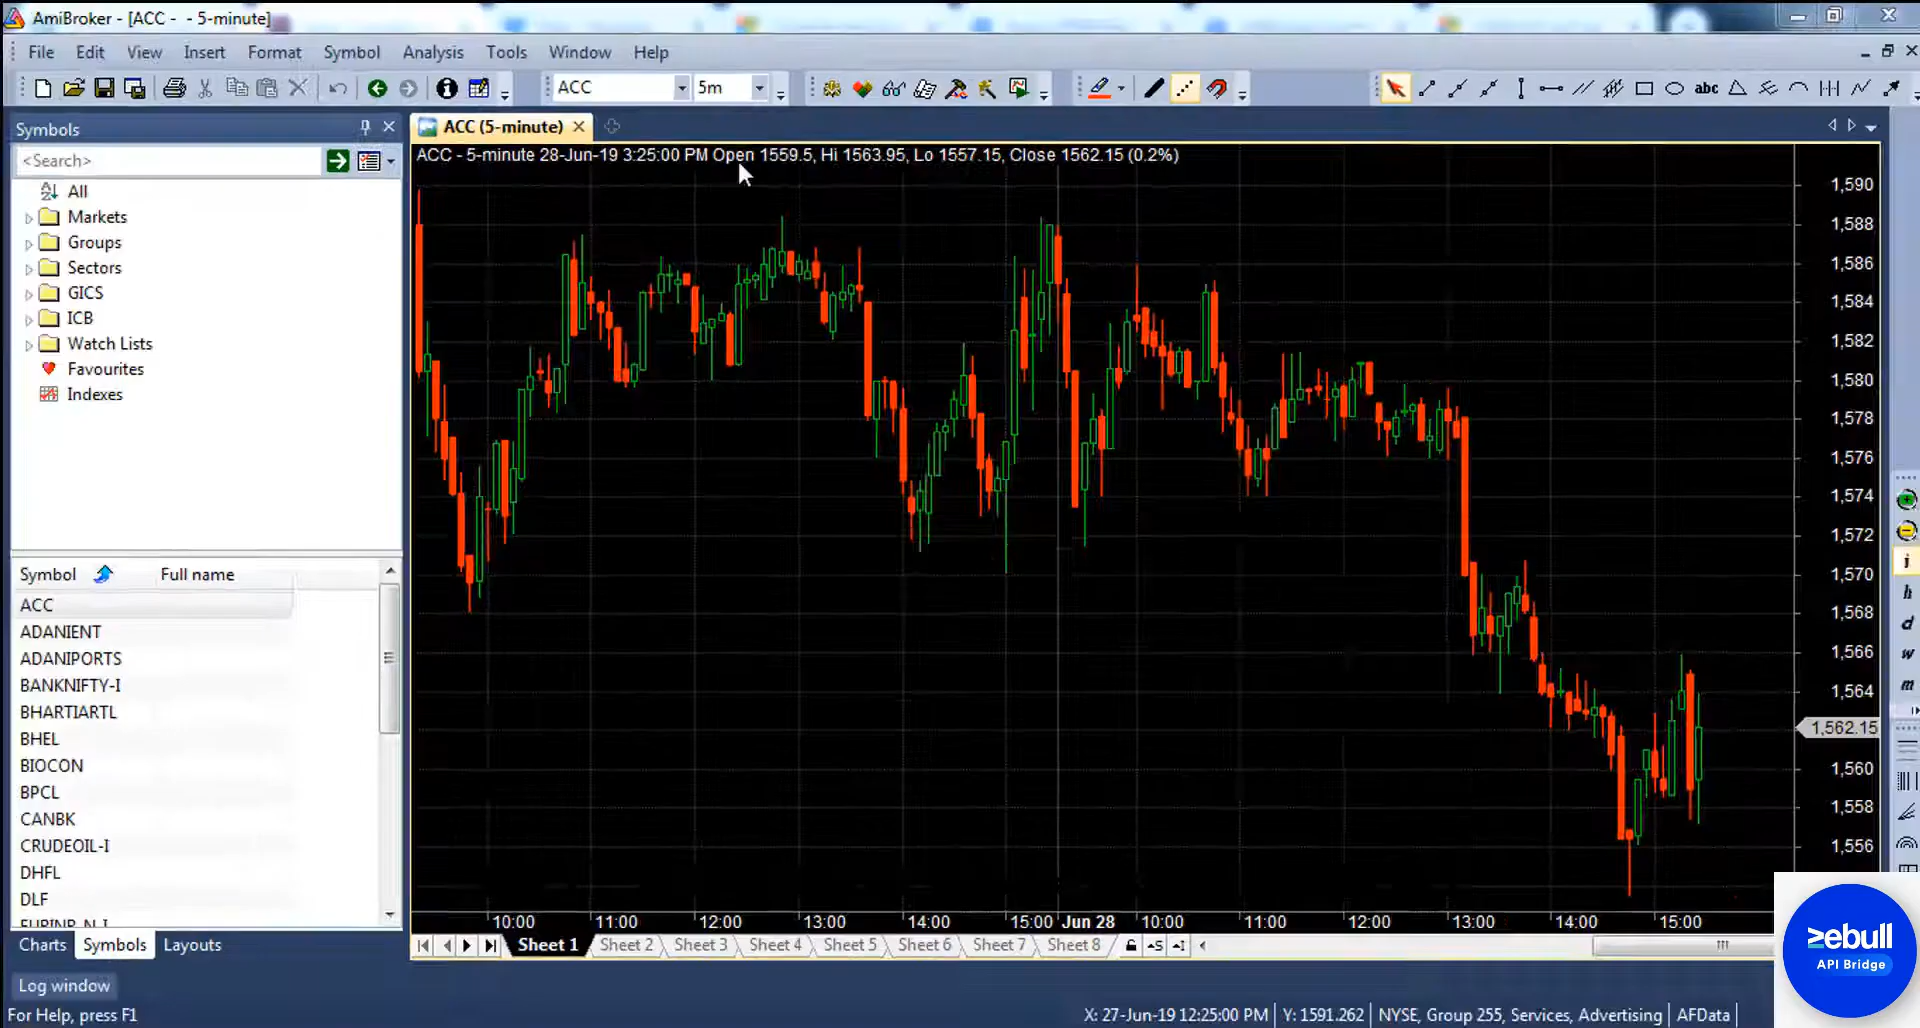 AmiBroker - [ACC - - 5-minute]
File Edit View Insert Format Symbol Analysis Tools Window Help
ACC 5m abc
Symbols
ACC (5-minute)
<Search>
ACC - 5-minute 28-Jun-19 3:25:00 PM Open 1559.5, Hi 1563.95, Lo 1557.15, Close 1562.15 (0.2%)
All
Markets
Groups
Sectors
GICS
ICB
Watch Lists
Favourites
Indexes
1,590
1,588
1,586
1,584
1,582
1,580
1,578
1,576
1,574
1,572
1,570
1,568
1,566
1,564
1,562.15
1,560
1,558
1,556
i
h
d
w
m
Symbol Full name
ACC
ADANIENT
ADANIPORTS
BANKNIFTY-I
BHARTIARTL
BHEL
BIOCON
BPCL
CANBK
CRUDEOIL-I
DHFL
DLF
10:00 11:00 12:00 13:00 14:00 15:00 Jun 28 10:00 11:00 12:00 13:00 14:00 15:00
Charts Symbols Layouts
Sheet 1 Sheet 2 Sheet 3 Sheet 4 Sheet 5 Sheet 6 Sheet 7 Sheet 8
zebull
API Bridge
Log window
For Help, press F1
X: 27-Jun-19 12:25:00 PM Y: 1591.262 NYSE, Group 255, Services, Advertising AFData